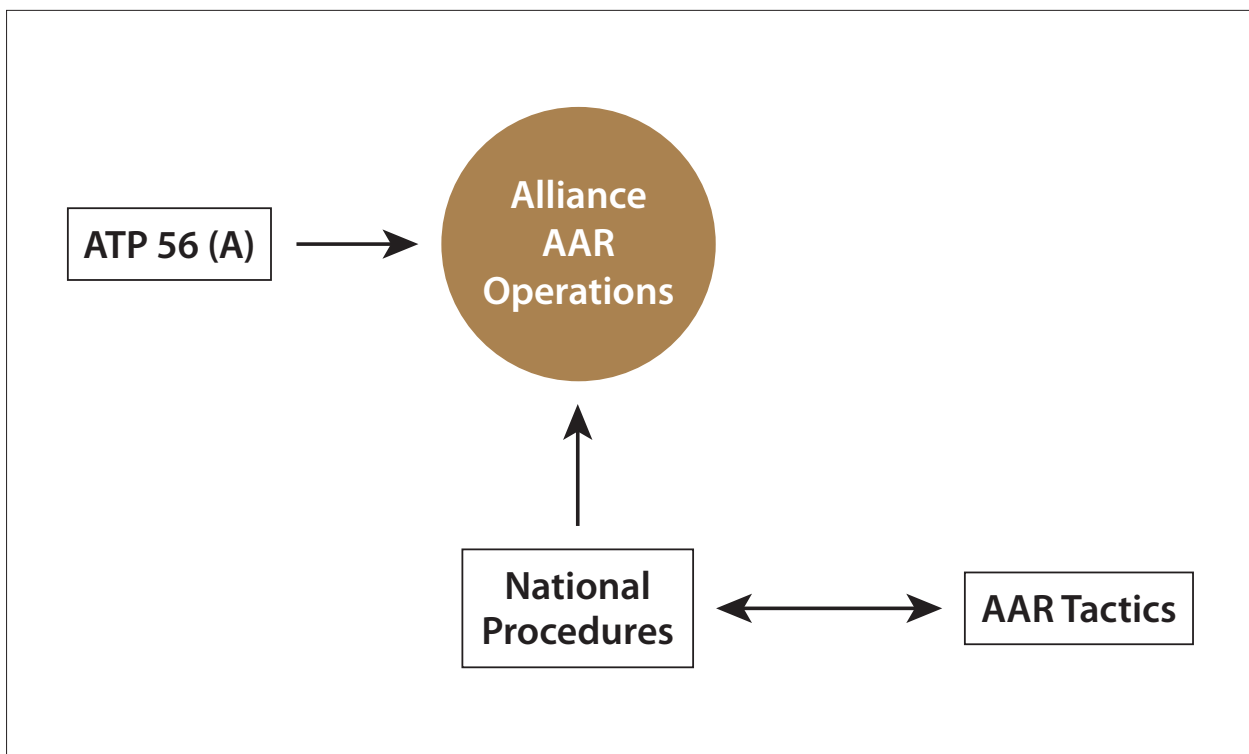 Alliance
AAR
Operations
ATP 56 (A)
National
Procedures
AAR Tactics